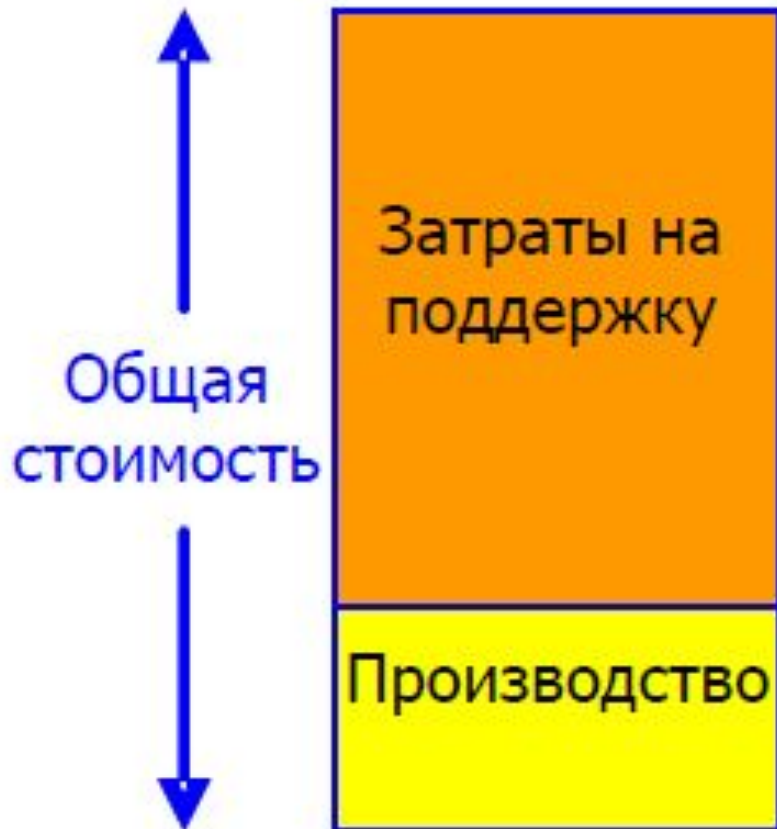 Затраты на
поддержку
Общая
стоимость
Производство